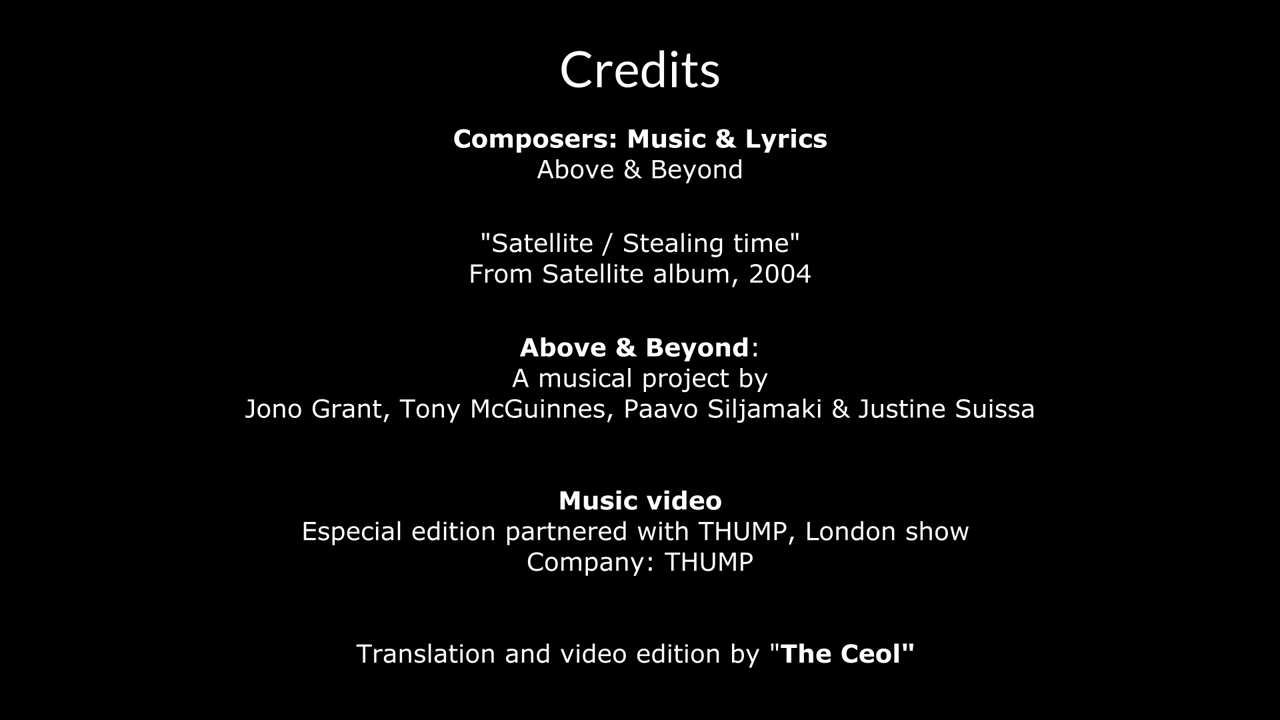 Credits
Composers: Music & Lyrics
Above & Beyond
"Satellite / Stealing time"
From Satellite album, 2004
Above & Beyond:
A musical project by
Jono Grant, Tony McGuinnes, Paavo Siljamaki & Justine Suissa
Music video
Especial edition partnered with THUMP, London show
Company: THUMP
Translation and video edition by "The Ceol"